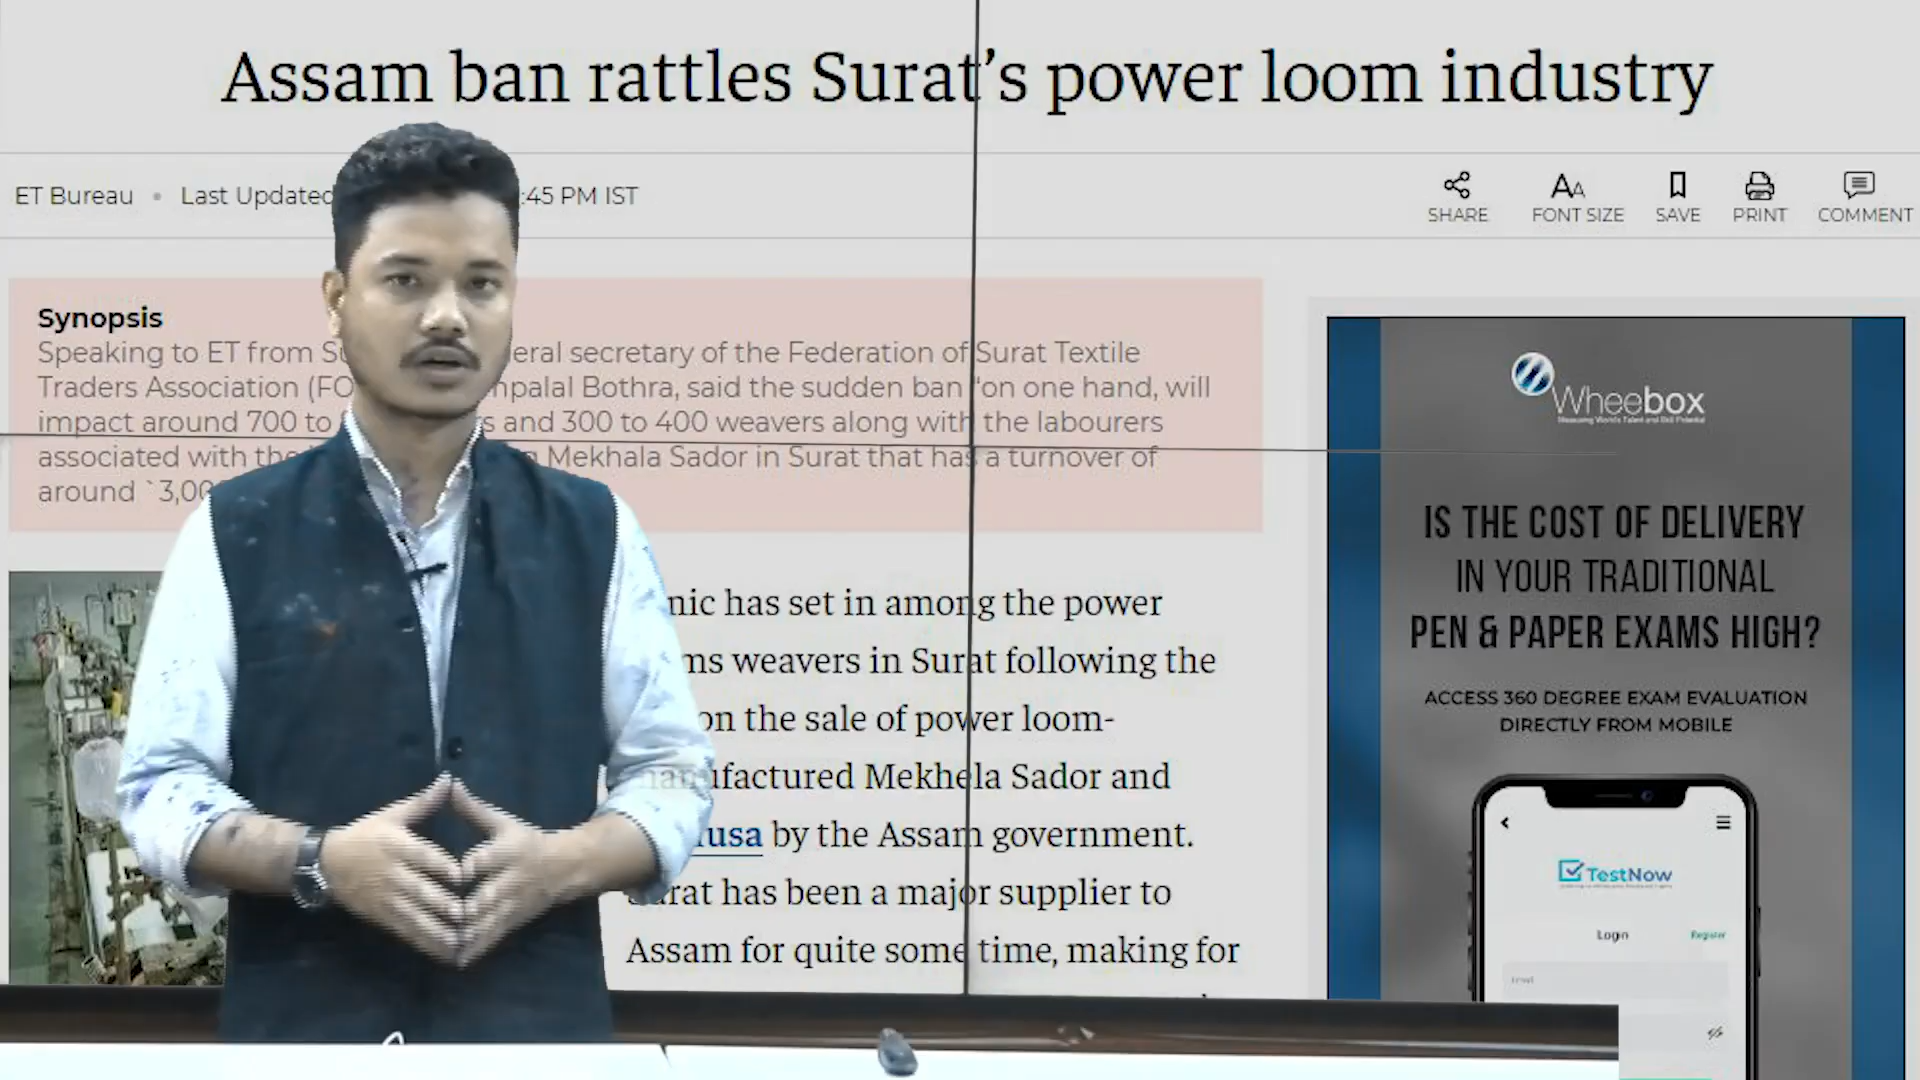 Assam ban rattles Surat's power loom industry
ET Bureau • Last Updated :45 PM IST
SHARE
FONT SIZE
SAVE
PRINT
COMMENT
Synopsis
Speaking to ET from eral secretary of the Federation of Surat Textile
Traders Association (FO mpalal Bothra, said the sudden ban "on one hand, will
impact around 700 to and 300 to 400 weavers along with the labourers
associated with the Mekhala Sador in Surat that has a turnover of
around `3,00
nic has set in among the power
ms weavers in Surat following the
on the sale of power loom-
manufactured Mekhela Sador and
usa by the Assam government.
Surat has been a major supplier to
Assam for quite some time, making for
Wheebox
IS THE COST OF DELIVERY
IN YOUR TRADITIONAL
PEN & PAPER EXAMS HIGH?
ACCESS 360 DEGREE EXAM EVALUATION
DIRECTLY FROM MOBILE
TestNow
Login
Register